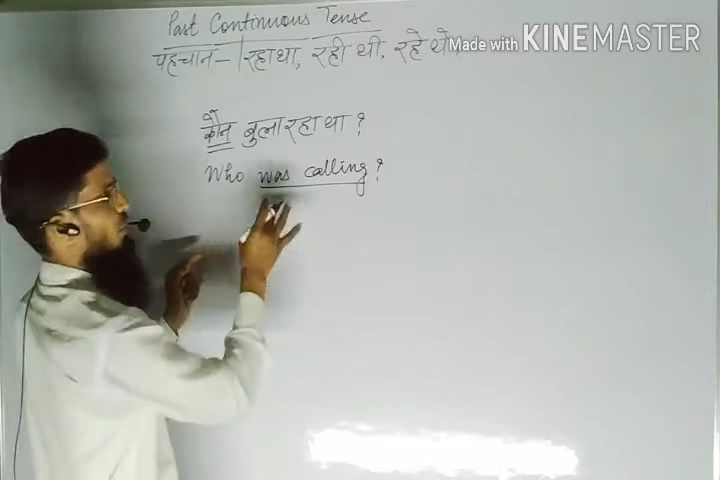 Past Continuous Tense
पहचान - रहा था, रही थी, रहे थे।
Made with KINEMASTER
कौन बुला रहा था ?
Who was calling ?